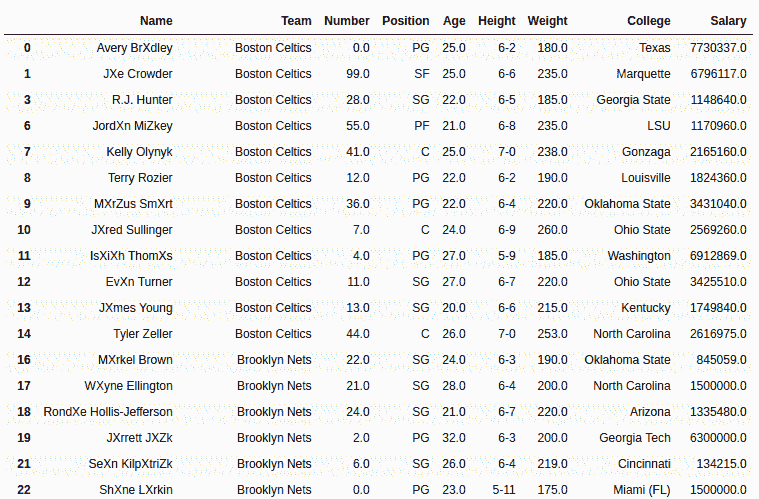 Name Team Number Position Age Height Weight College Salary
0 Avery BrXdley Boston Celtics 0.0 PG 25.0 6-2 180.0 Texas 7730337.0
1 JXe Crowder Boston Celtics 99.0 SF 25.0 6-6 235.0 Marquette 6796117.0
3 R.J. Hunter Boston Celtics 28.0 SG 22.0 6-5 185.0 Georgia State 1148640.0
6 JordXn MiZkey Boston Celtics 55.0 PF 21.0 6-8 235.0 LSU 1170960.0
7 Kelly Olynyk Boston Celtics 41.0 C 25.0 7-0 238.0 Gonzaga 2165160.0
8 Terry Rozier Boston Celtics 12.0 PG 22.0 6-2 190.0 Louisville 1824360.0
9 MXrZus SmXrt Boston Celtics 36.0 PG 22.0 6-4 220.0 Oklahoma State 3431040.0
10 JXred Sullinger Boston Celtics 7.0 C 24.0 6-9 260.0 Ohio State 2569260.0
11 IsXiXh ThomXs Boston Celtics 4.0 PG 27.0 5-9 185.0 Washington 6912869.0
12 EvXn Turner Boston Celtics 11.0 SG 27.0 6-7 220.0 Ohio State 3425510.0
13 JXmes Young Boston Celtics 13.0 SG 20.0 6-6 215.0 Kentucky 1749840.0
14 Tyler Zeller Boston Celtics 44.0 C 26.0 7-0 253.0 North Carolina 2616975.0
16 MXrkel Brown Brooklyn Nets 22.0 SG 24.0 6-3 190.0 Oklahoma State 845059.0
17 WXyne Ellington Brooklyn Nets 21.0 SG 28.0 6-4 200.0 North Carolina 1500000.0
18 RondXe Hollis-Jefferson Brooklyn Nets 24.0 SG 21.0 6-7 220.0 Arizona 1335480.0
19 JXrrett JXZk Brooklyn Nets 2.0 PG 32.0 6-3 200.0 Georgia Tech 6300000.0
21 SeXn KilpXtriZk Brooklyn Nets 6.0 SG 26.0 6-4 219.0 Cincinnati 134215.0
22 ShXne LXrkin Brooklyn Nets 0.0 PG 23.0 5-11 175.0 Miami (FL) 1500000.0